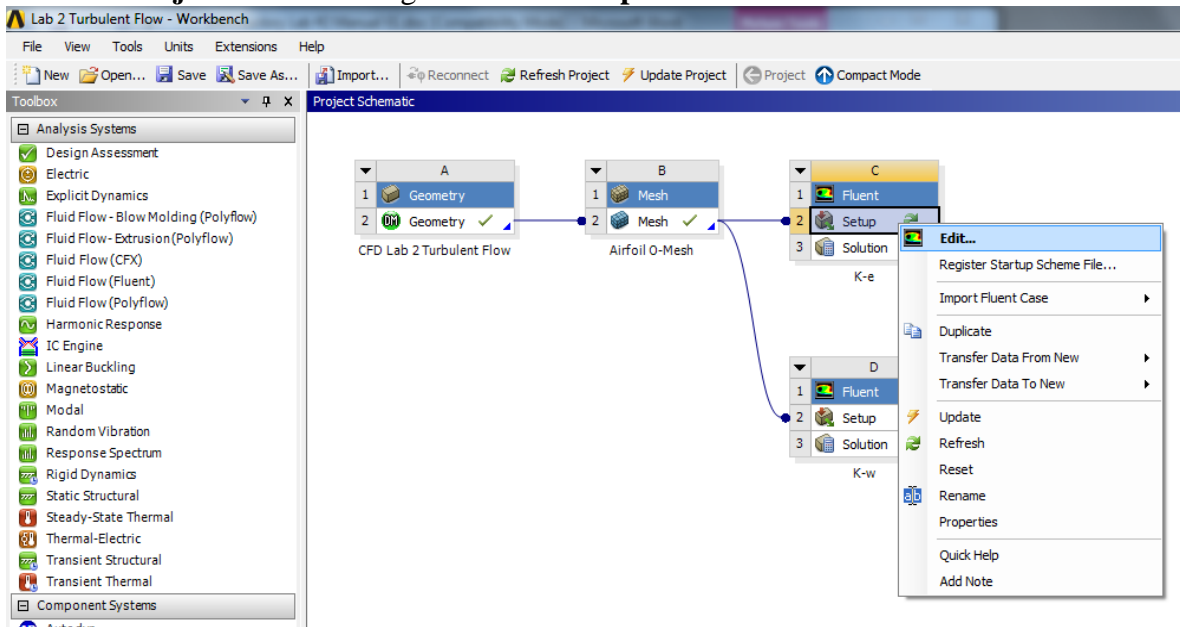 Lab 2 Turbulent Flow - Workbench
File View Tools Units Extensions Help
New Open... Save Save As... Import... Reconnect Refresh Project Update Project Project Compact Mode
Toolbox
Project Schematic
Analysis Systems
Design Assessment
Electric
Explicit Dynamics
Fluid Flow - Blow Molding (Polyflow)
Fluid Flow - Extrusion (Polyflow)
Fluid Flow (CFX)
Fluid Flow (Fluent)
Fluid Flow (Polyflow)
Harmonic Response
IC Engine
Linear Buckling
Magnetostatic
Modal
Random Vibration
Response Spectrum
Rigid Dynamics
Static Structural
Steady-State Thermal
Thermal-Electric
Transient Structural
Transient Thermal
Component Systems
A
1 Geometry
2 DM Geometry
CFD Lab 2 Turbulent Flow
B
1 Mesh
2 Mesh
Airfoil O-Mesh
C
1 Fluent
2 Setup
3 Solution
K-e
D
1 Fluent
2 Setup
3 Solution
K-w
Edit...
Register Startup Scheme File...
Import Fluent Case
Duplicate
Transfer Data From New
Transfer Data To New
Update
Refresh
Reset
Rename
Properties
Quick Help
Add Note